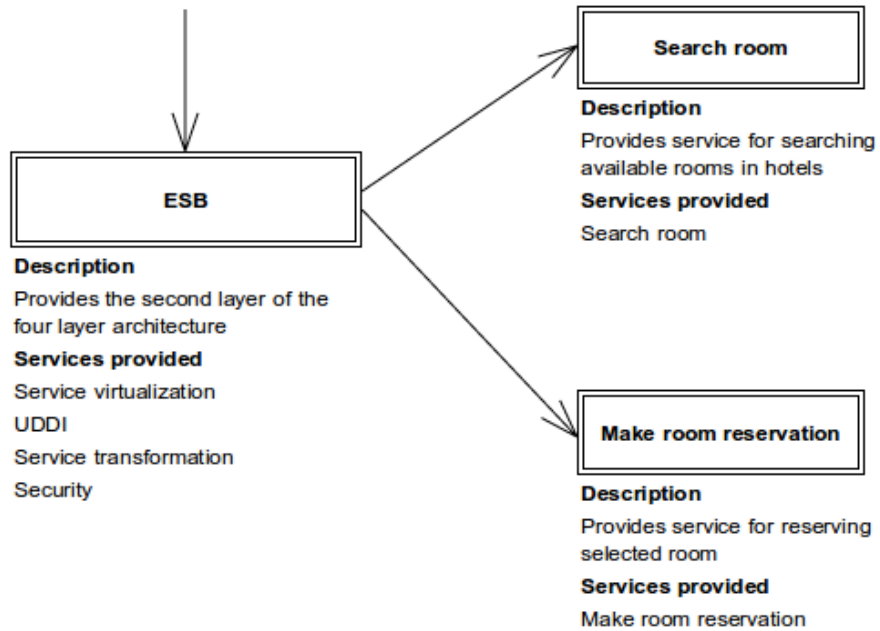 ESB
Description
Provides the second layer of the
four layer architecture
Services provided
Service virtualization
UDDI
Service transformation
Security
Search room
Description
Provides service for searching
available rooms in hotels
Services provided
Search room
Make room reservation
Description
Provides service for reserving
selected room
Services provided
Make room reservation